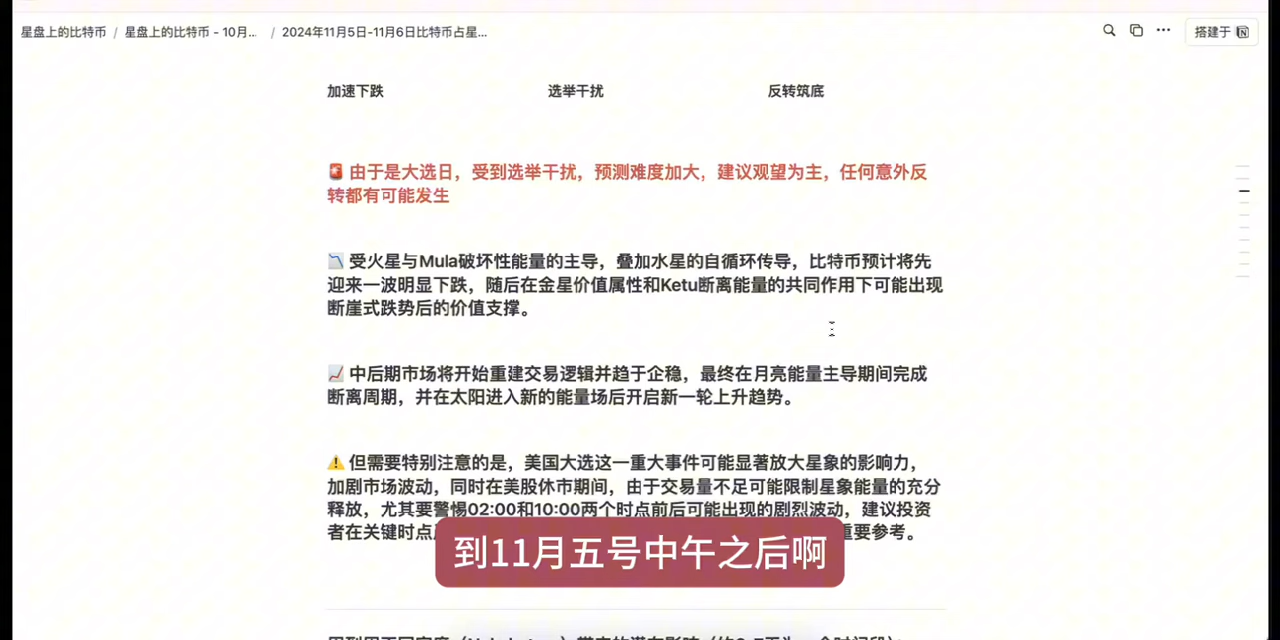 星盘上的比特币 / 星盘上的比特币 - 10月... / 2024年11月5日-11月6日比特币占星...
搭建于
加速下跌 选举干扰 反转筑底
由于是大选日，受到选举干扰，预测难度加大，建议观望为主，任何意外反
转都有可能发生
受火星与Mula破坏性能量的主导，叠加水星的自循环传导，比特币预计将先
迎来一波明显下跌，随后在金星价值属性和Ketu断离能量的共同作用下可能出现
断崖式跌势后的价值支撑。
中后期市场将开始重建交易逻辑并趋于企稳，最终在月亮能量主导期间完成
断离周期，并在太阳进入新的能量场后开启新一轮上升趋势。
但需要特别注意的是，美国大选这一重大事件可能显著放大星象的影响力，
加剧市场波动，同时在美股休市期间，由于交易量不足可能限制星象能量的充分
释放，尤其要警惕02:00和10:00两个时点前后可能出现的剧烈波动，建议投资
者在关键时点 重要参考。
到11月五号中午之后啊